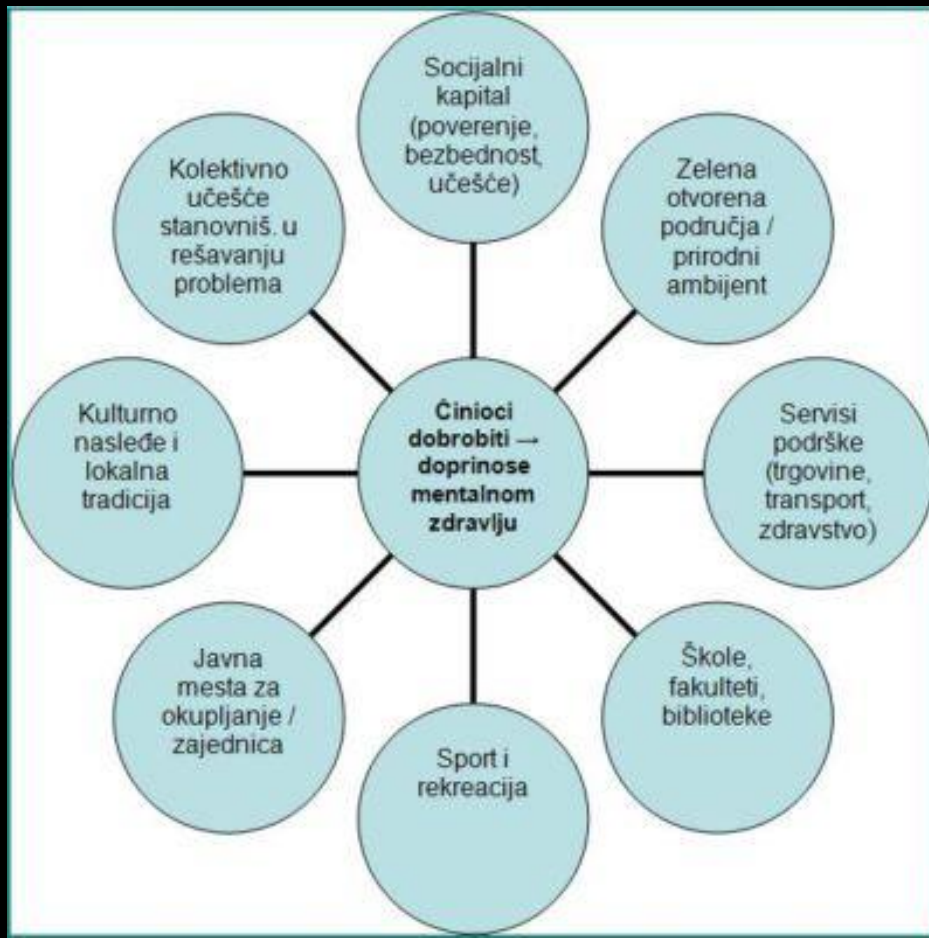 Socijalni
kapital
(poverenje,
bezbednost,
učešće)
Zelena
otvorena
područja /
prirodni
ambijent
Servisi
podrške
(trgovine,
transport,
zdravstvo)
Škole,
fakulteti,
biblioteke
Sport i
rekreacija
Javna
mesta za
okupljanje /
zajednica
Kulturno
nasleđe i
lokalna
tradicija
Kolektivno
učešće
stanovniš. u
rešavanju
problema
Činioci
dobrobiti →
doprinose
mentalnom
zdravlju